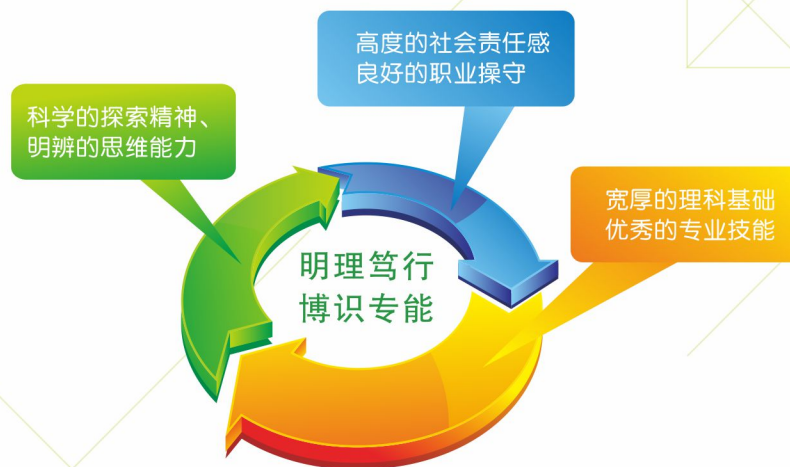 高度的社会责任感
良好的职业操守
科学的探索精神、
明辨的思维能力
宽厚的理科基础
优秀的专业技能
明理笃行
博识专能